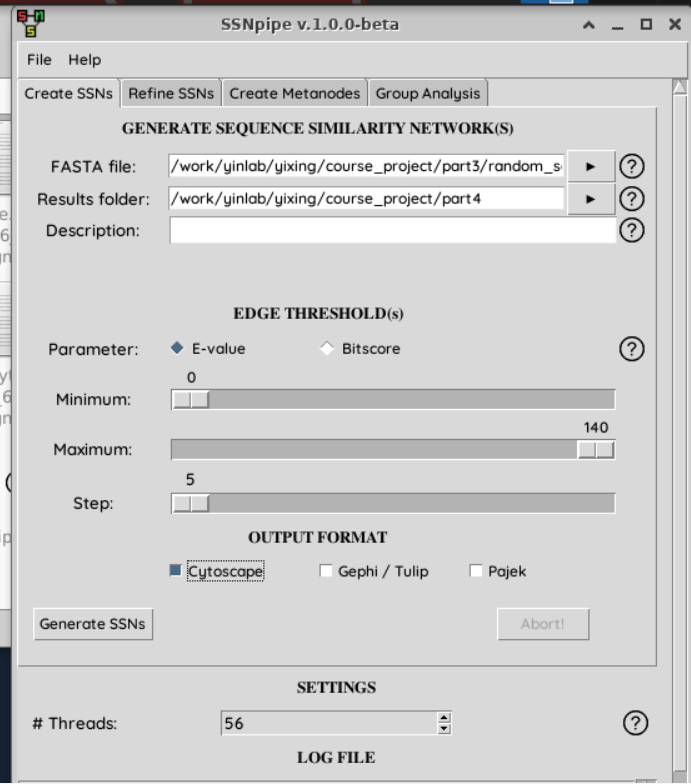 SSNpipe v.1.0.0-beta
File Help
Create SSNs Refine SSNs Create Metanodes Group Analysis
GENERATE SEQUENCE SIMILARITY NETWORK(S)
FASTA file: /work/yinlab/yixing/course_project/part3/random_s ?
Results folder: /work/yinlab/yixing/course_project/part4 ?
Description: ?
EDGE THRESHOLD(s)
Parameter: E-value Bitscore ?
0
Minimum:
140
Maximum:
5
Step:
OUTPUT FORMAT
Cytoscape Gephi / Tulip Pajek
Generate SSNs Abort!
SETTINGS
# Threads: 56 ?
LOG FILE